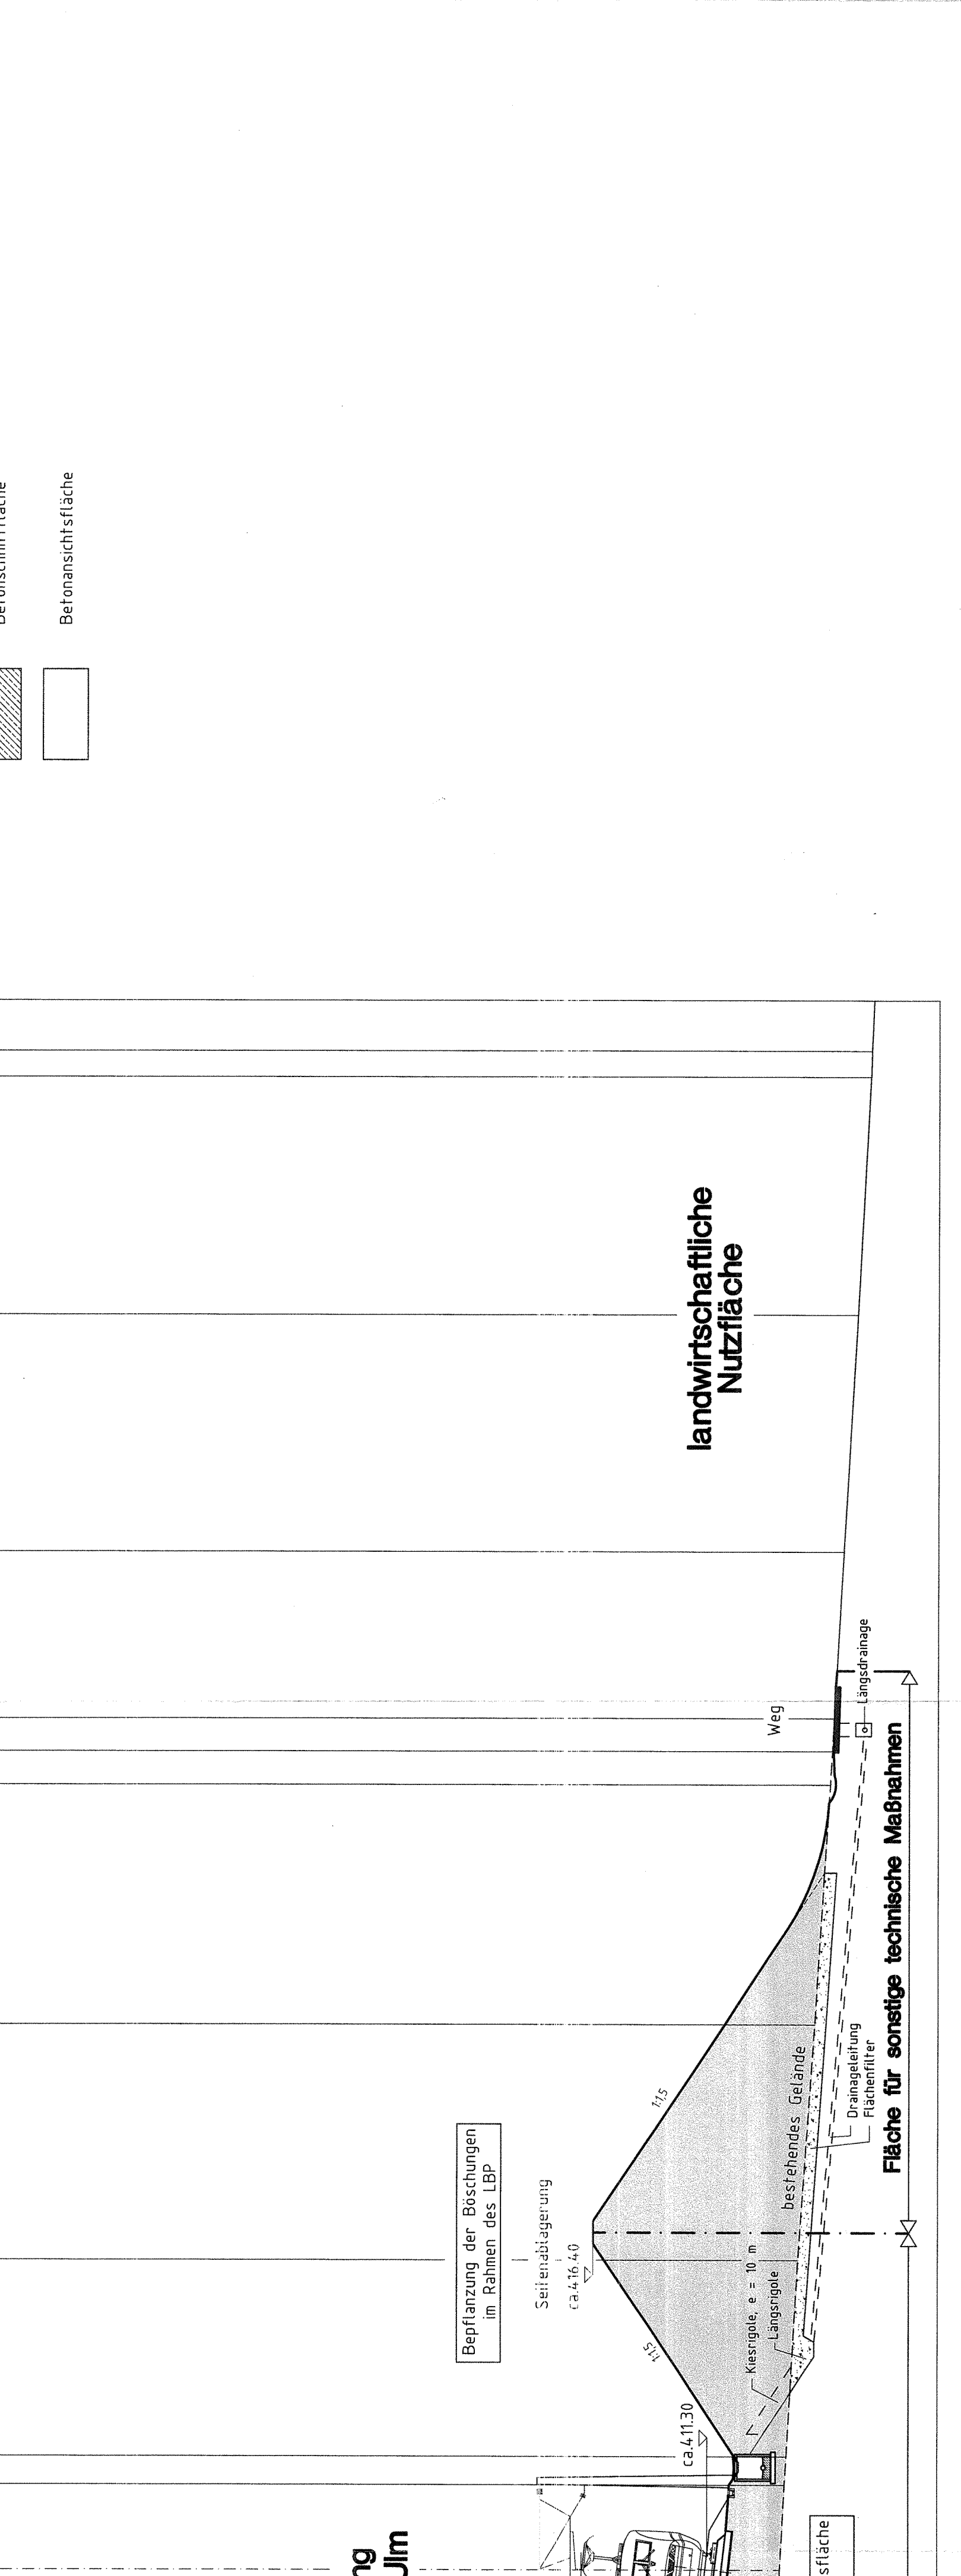 Betonansichtsfläche
landwirtschaftliche
Nutzfläche
Weg
Längsdrainage
Fläche für sonstige technische Maßnahmen
Drainageleitung
Flächenfilter
bestehendes Gelände
1:1,5
Bepflanzung der Böschungen
im Rahmen des LBP
Seitenablagerung
ca.416.40
1:1,5
Kiesrigole, e = 10 m
Längsrigole
ca.411.30